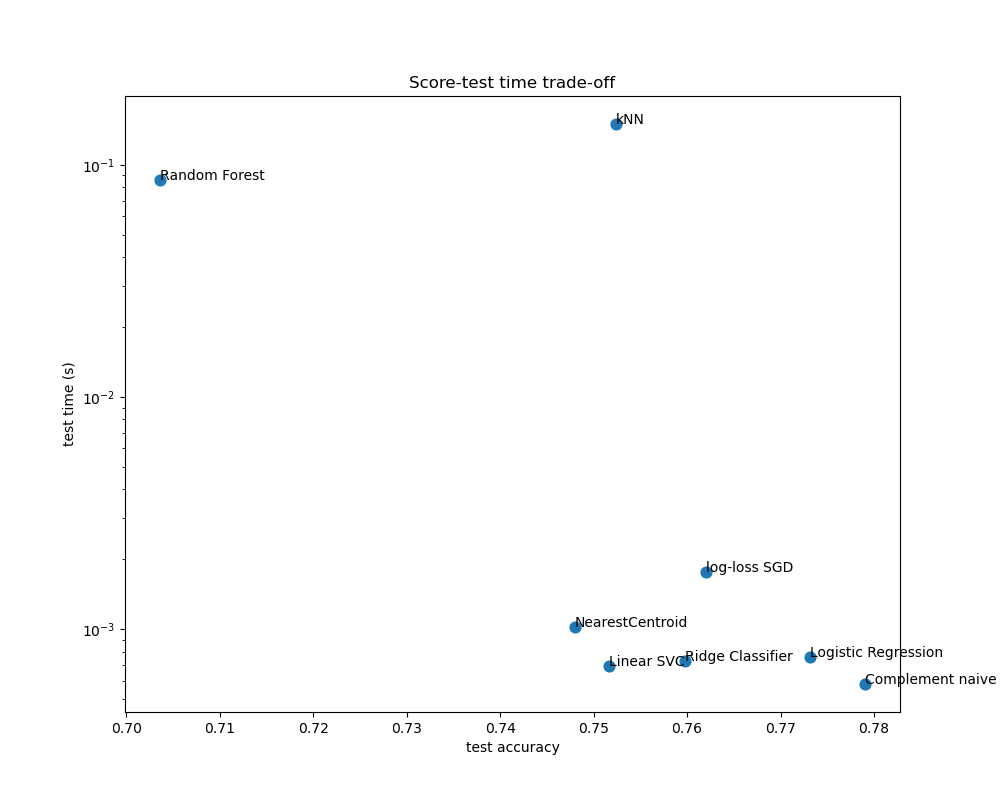 Score-test time trade-off
kNN
Random Forest
log-loss SGD
NearestCentroid
Linear SVC
Ridge Classifier
Logistic Regression
Complement naive
test time (s)
10⁻¹
10⁻²
10⁻³
0.70 0.71 0.72 0.73 0.74 0.75 0.76 0.77 0.78
test accuracy